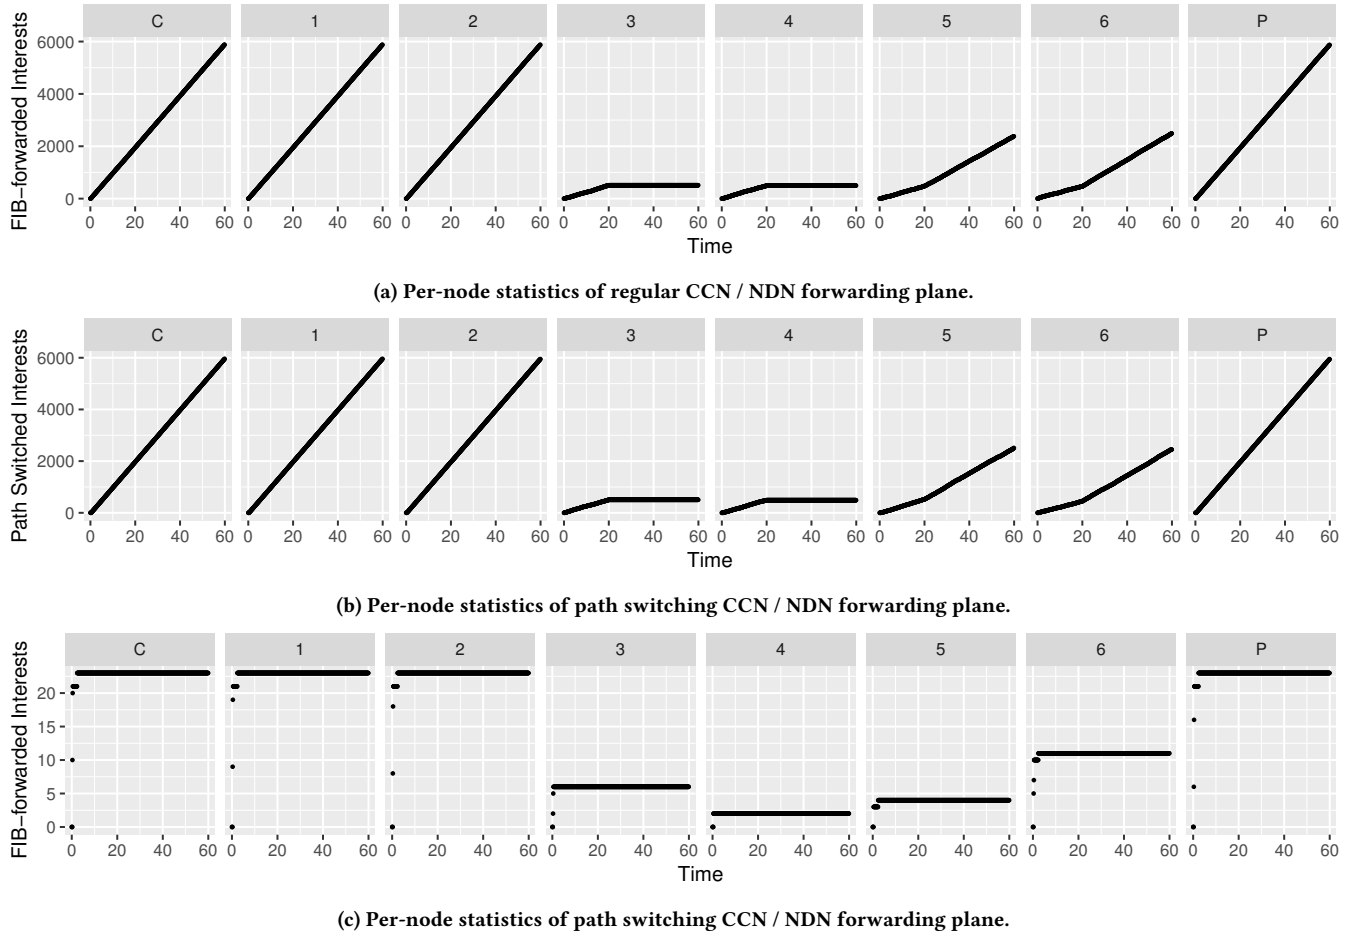 C 1 2 3 4 5 6 P
FIB−forwarded Interests
6000
4000
2000
0
0 20 40 60 0 20 40 60 0 20 40 60 0 20 40 60 0 20 40 60 0 20 40 60 0 20 40 60 0 20 40 60
Time
(a) Per-node statistics of regular CCN / NDN forwarding plane.
C 1 2 3 4 5 6 P
Path Switched Interests
6000
4000
2000
0
0 20 40 60 0 20 40 60 0 20 40 60 0 20 40 60 0 20 40 60 0 20 40 60 0 20 40 60 0 20 40 60
Time
(b) Per-node statistics of path switching CCN / NDN forwarding plane.
C 1 2 3 4 5 6 P
FIB−forwarded Interests
20
15
10
5
0
0 20 40 60 0 20 40 60 0 20 40 60 0 20 40 60 0 20 40 60 0 20 40 60 0 20 40 60 0 20 40 60
Time
(c) Per-node statistics of path switching CCN / NDN forwarding plane.